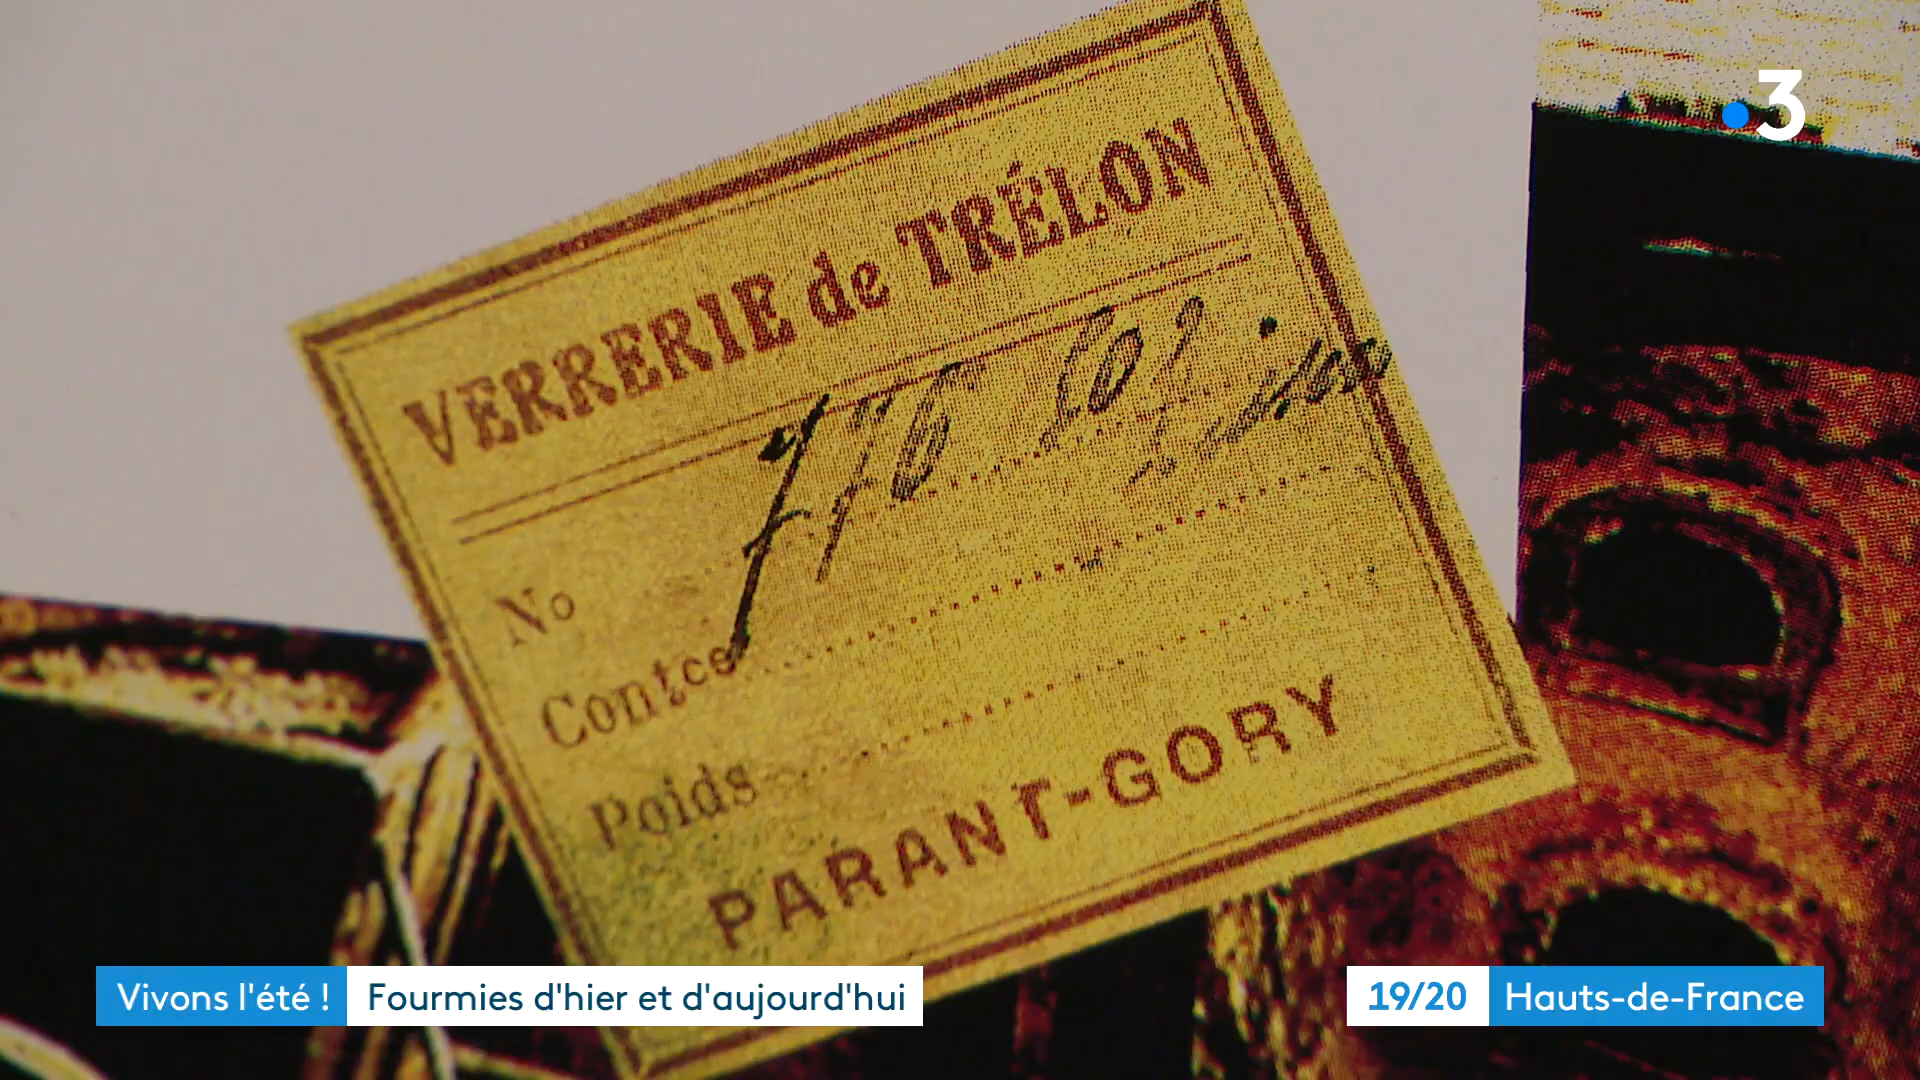 3
VERRERIE de TRÉLON
No
Contce
Poids
PARANT-GORY
Vivons l'été ! Fourmies d'hier et d'aujourd'hui
19/20 Hauts-de-France